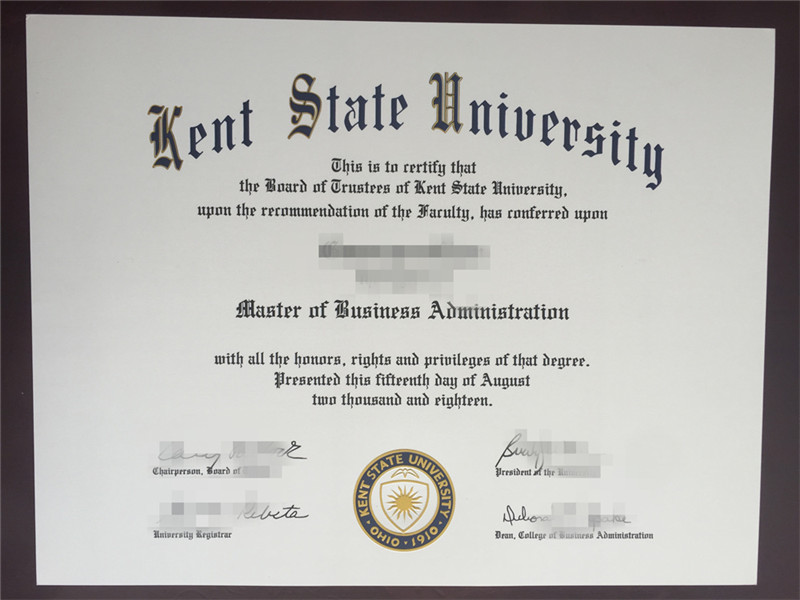 Kent State University
This is to certify that
the Board of Trustees of Kent State University,
upon the recommendation of the Faculty, has conferred upon
Master of Business Administration
with all the honors, rights and privileges of that degree.
Presented this fifteenth day of August
two thousand and eighteen.
Chairperson, Board of
President of the
University Registrar
Dean, College of Business Administration
KENT STATE UNIVERSITY
OHIO · 1910